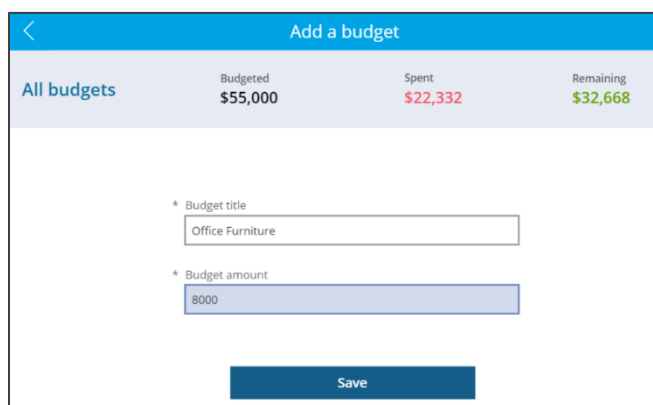 Add a budget
All budgets
Budgeted
$55,000
Spent
$22,332
Remaining
$32,668
* Budget title
Office Furniture
* Budget amount
8000
Save